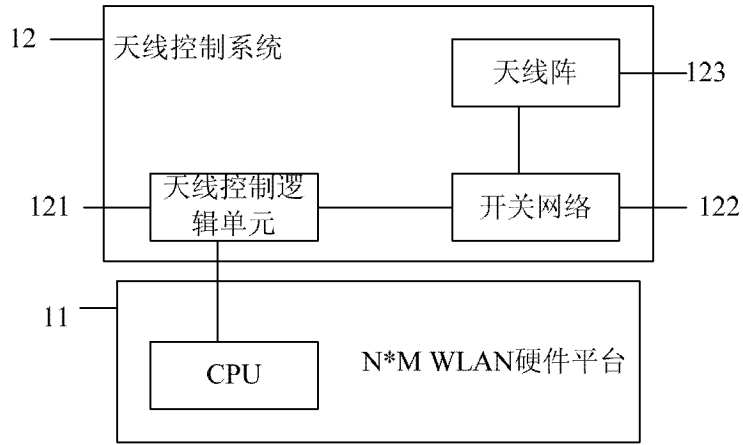 12
天线控制系统
天线阵
123
121
天线控制逻
辑单元
开关网络
122
11
CPU
N*M WLAN硬件平台